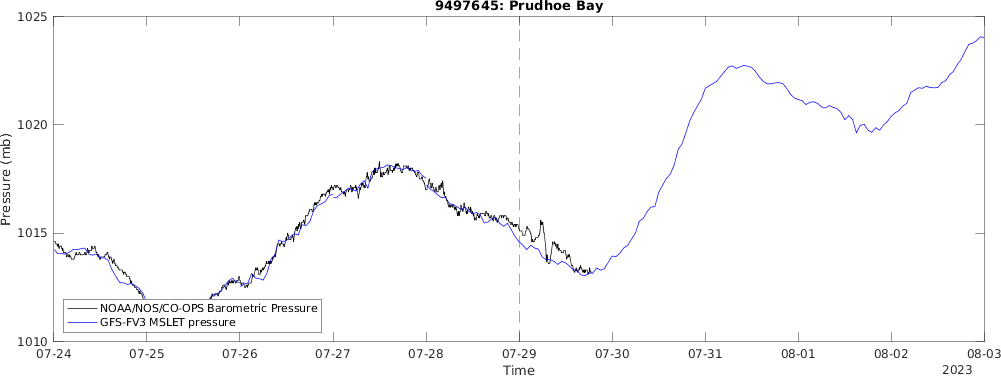 9497645: Prudhoe Bay
1025
1020
1015
1010
Pressure (mb)
NOAA/NOS/CO-OPS Barometric Pressure
GFS-FV3 MSLET pressure
07-24 07-25 07-26 07-27 07-28 07-29 07-30 07-31 08-01 08-02 08-03
Time
2023